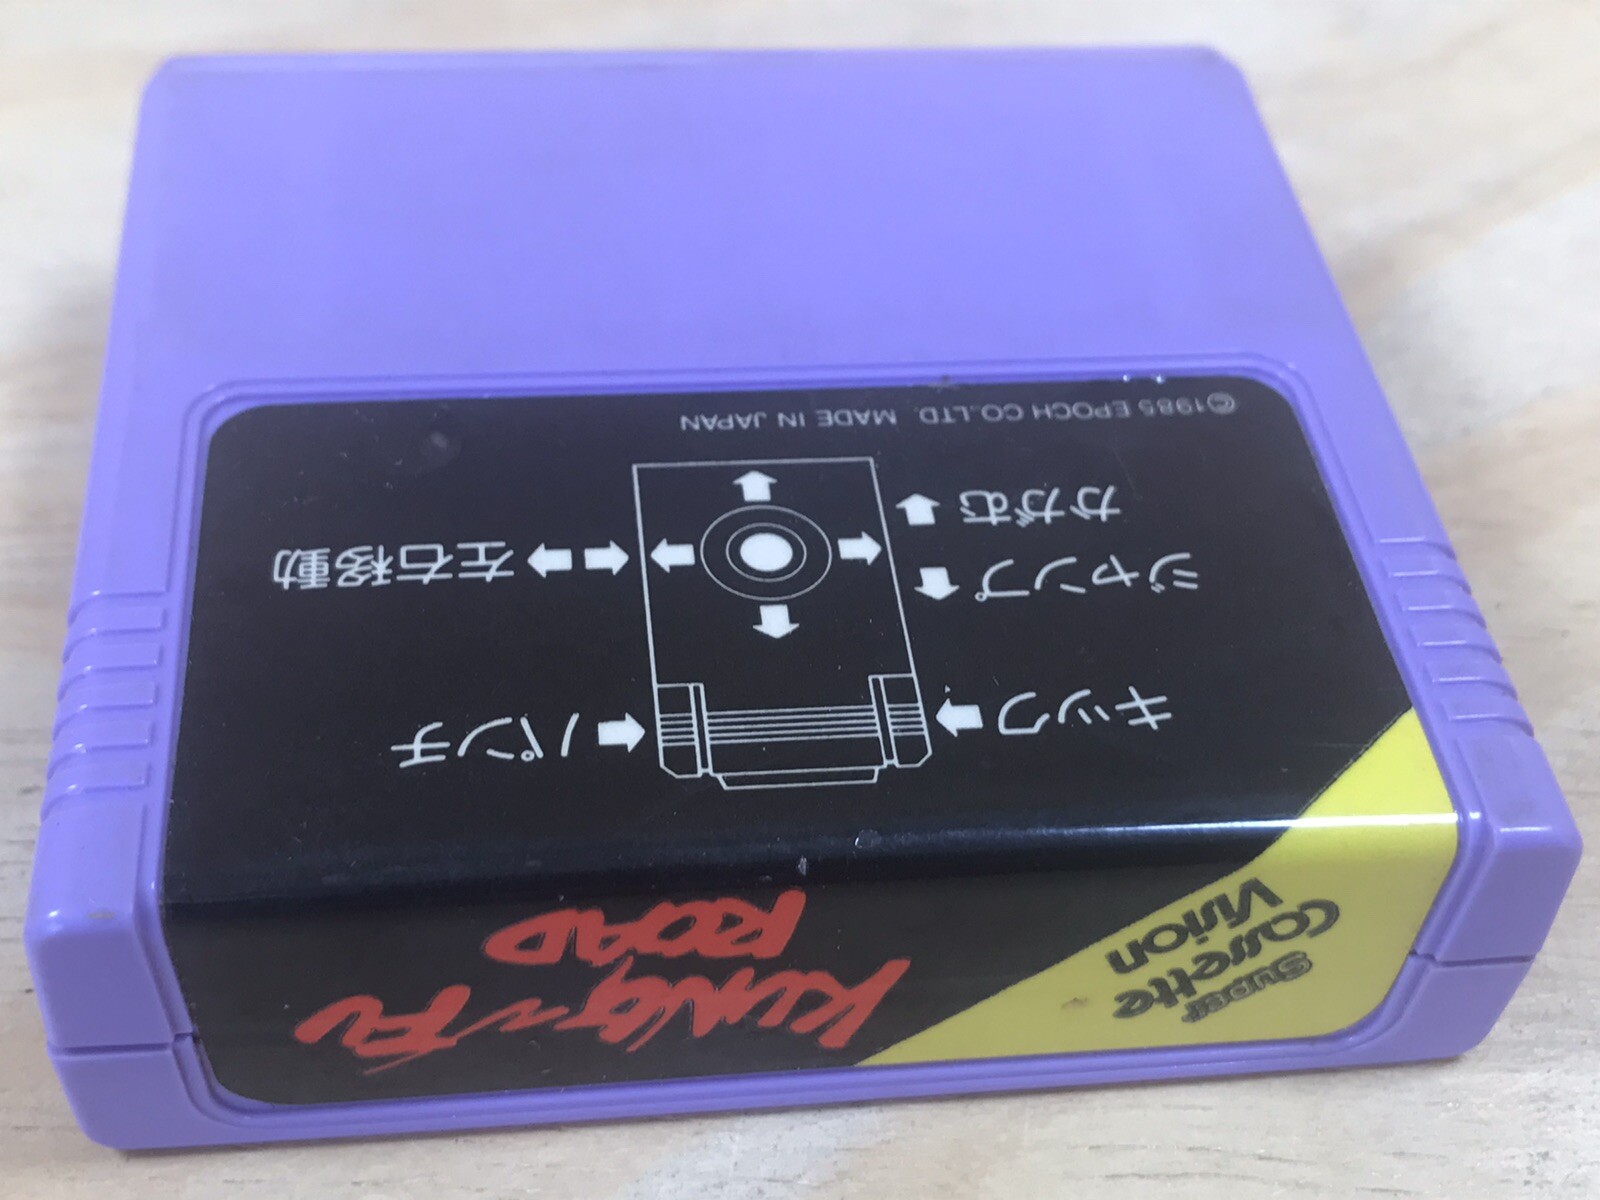 SUPER
Cassette
Vision
KUNG-FU
ROAD
キック
パンチ
ジャンプ
かがむ
左右移動
©1985 EPOCH CO.,LTD. MADE IN JAPAN